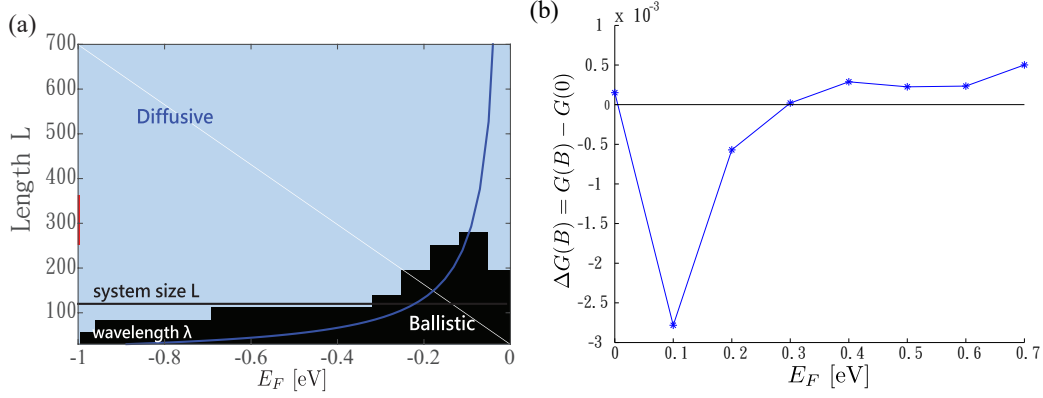 (a)
700
600
500
400
300
200
100
Length L
Diffusive
system size L
wavelength λ
Ballistic
-1
-0.8
-0.6
-0.4
-0.2
0
E_F [eV]
(b)
x 10^-3
1
0.5
0
-0.5
-1
-1.5
-2
-2.5
-3
ΔG(B) = G(B) − G(0)
0
0.1
0.2
0.3
0.4
0.5
0.6
0.7
E_F [eV]